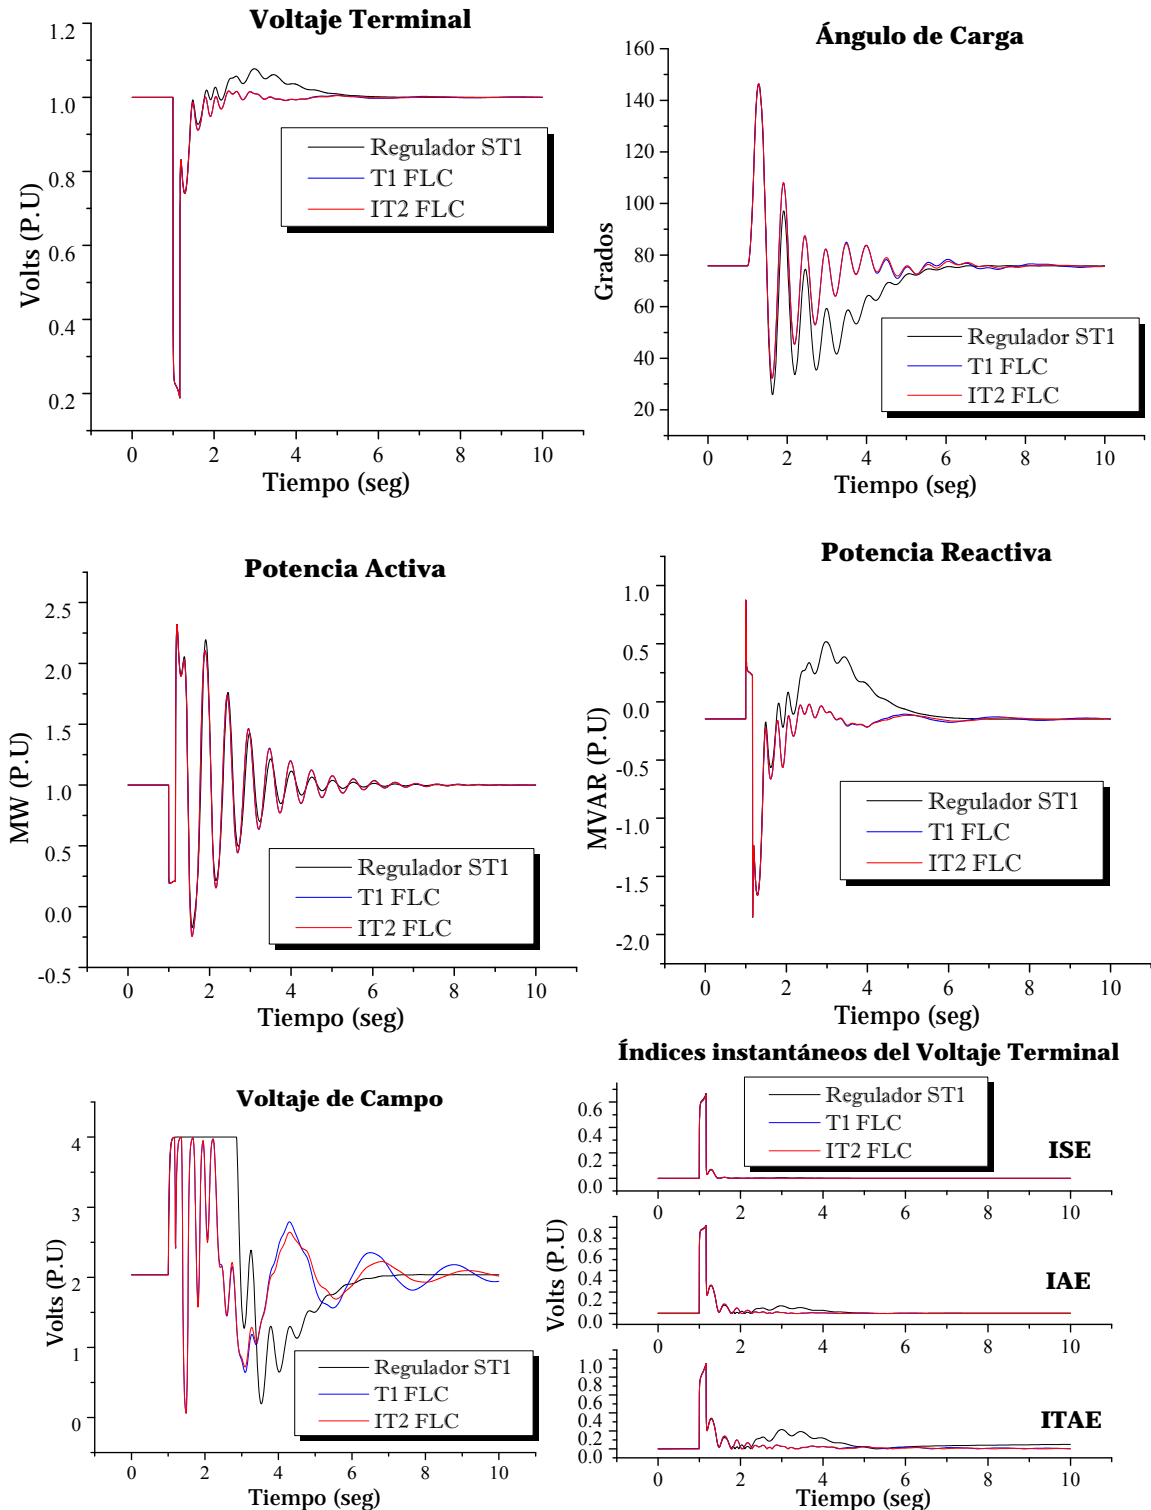 Voltaje Terminal
1.2
1.0
0.8
0.6
0.4
0.2
Volts (P.U)
Regulador ST1
T1 FLC
IT2 FLC
0 2 4 6 8 10
Tiempo (seg)
Ángulo de Carga
160
140
120
100
80
60
40
20
Grados
Regulador ST1
T1 FLC
IT2 FLC
0 2 4 6 8 10
Tiempo (seg)
Potencia Activa
2.5
2.0
1.5
1.0
0.5
0.0
-0.5
MW (P.U)
Regulador ST1
T1 FLC
IT2 FLC
0 2 4 6 8 10
Tiempo (seg)
Potencia Reactiva
1.0
0.5
0.0
-0.5
-1.0
-1.5
-2.0
MVAR (P.U)
Regulador ST1
T1 FLC
IT2 FLC
0 2 4 6 8 10
Tiempo (seg)
Voltaje de Campo
4
3
2
1
0
Volts (P.U)
Regulador ST1
T1 FLC
IT2 FLC
0 2 4 6 8 10
Tiempo (seg)
Índices instantáneos del Voltaje Terminal
Regulador ST1
T1 FLC
IT2 FLC
0.6
0.4
0.2
0.0
ISE
0 2 4 6 8 10
Volts (P.U)
0.8
0.6
0.4
0.2
0.0
IAE
0 2 4 6 8 10
1.0
0.8
0.6
0.4
0.2
0.0
ITAE
0 2 4 6 8 10
Tiempo (seg)